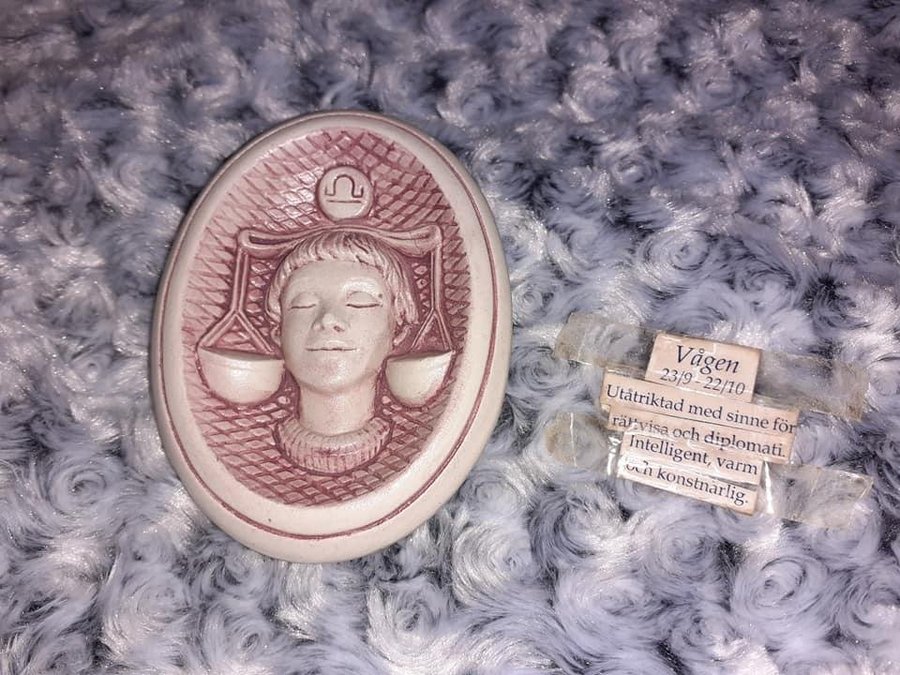 Vågen
23/9 - 22/10
Utåtriktad med sinne för
rättvisa och diplomati.
Intelligent, varm
och konstnärlig.